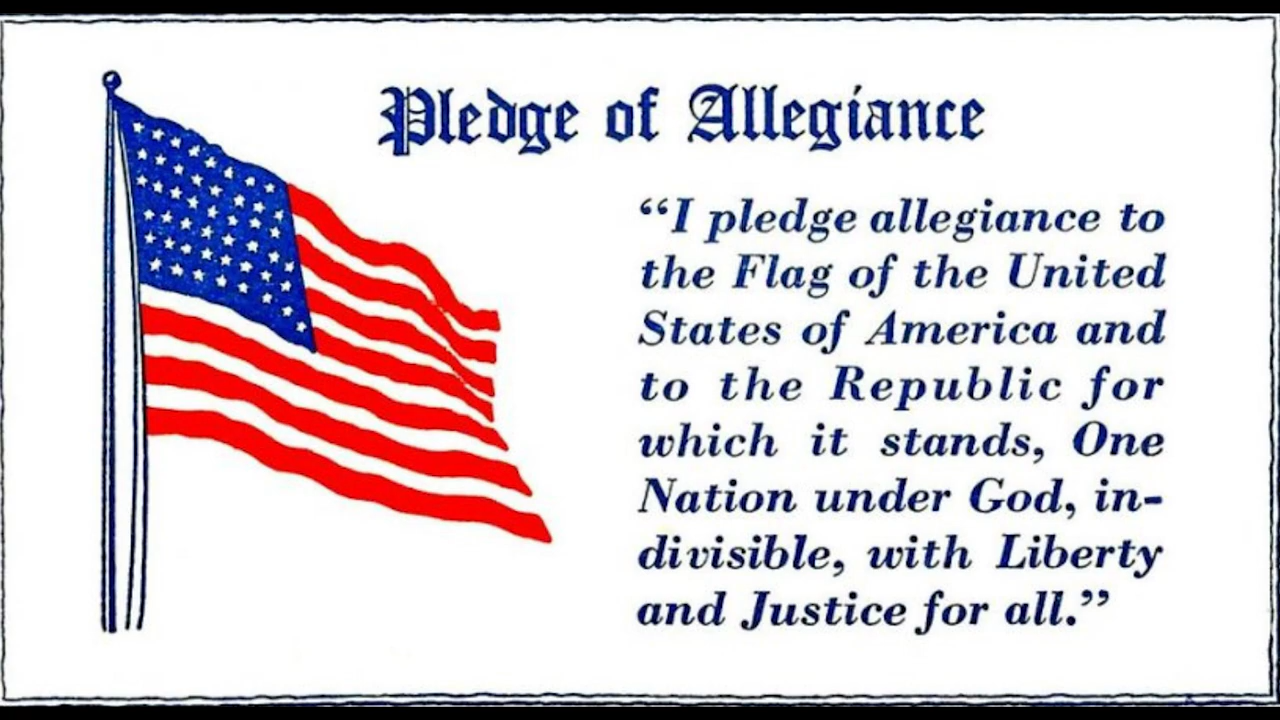 Pledge of Allegiance
“I pledge allegiance to
the Flag of the United
States of America and
to the Republic for
which it stands, One
Nation under God, in-
divisible, with Liberty
and Justice for all.”